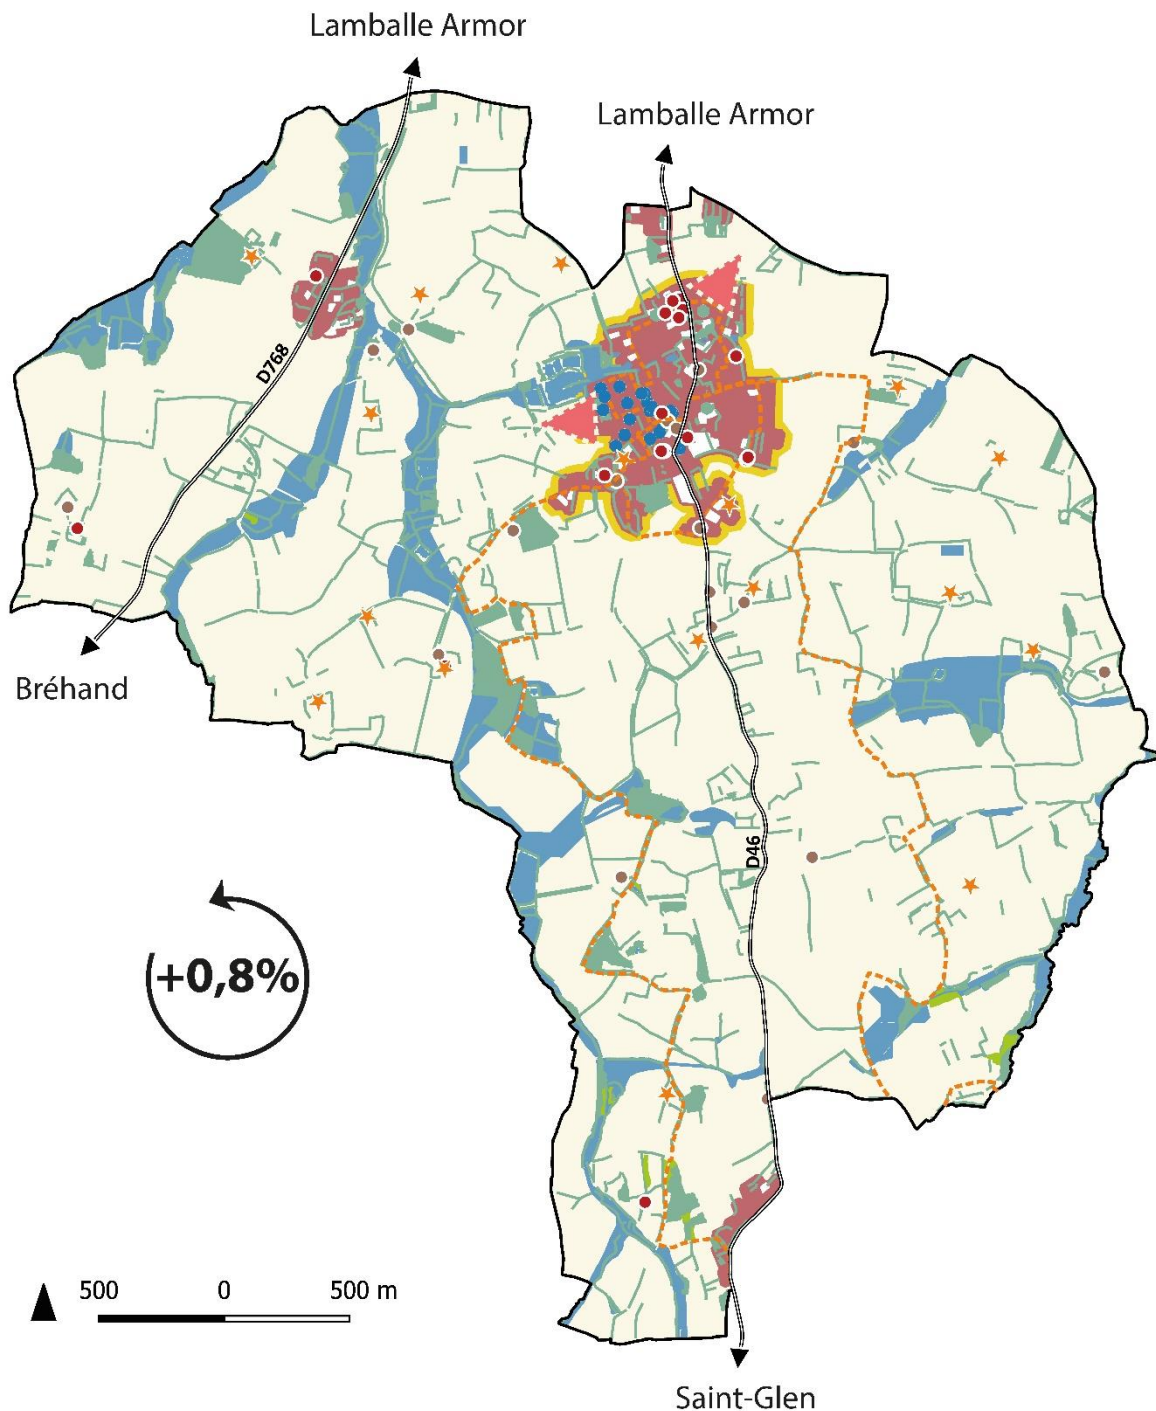 Lamballe Armor
Lamballe Armor
D768
Bréhand
D46
(+0,8%)
500 0 500 m
Saint-Glen